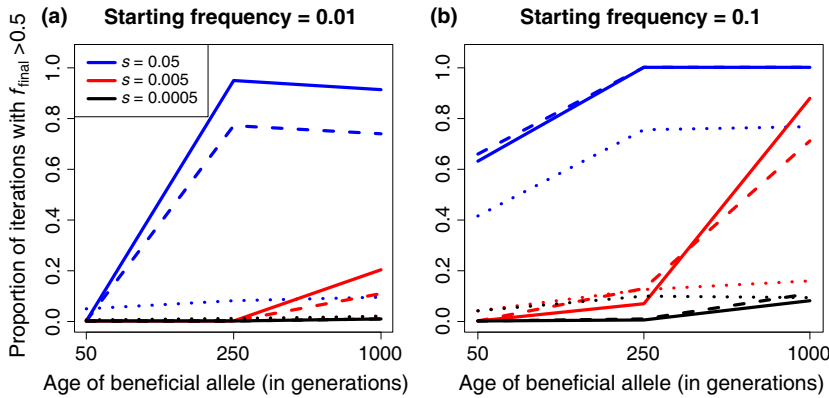 (a) Starting frequency = 0.01
Proportion of iterations with f_final >0.5
s = 0.05
s = 0.005
s = 0.0005
1.0
0.8
0.6
0.4
0.2
0.0
50 250 1000
Age of beneficial allele (in generations)
(b) Starting frequency = 0.1
1.0
0.8
0.6
0.4
0.2
0.0
50 250 1000
Age of beneficial allele (in generations)